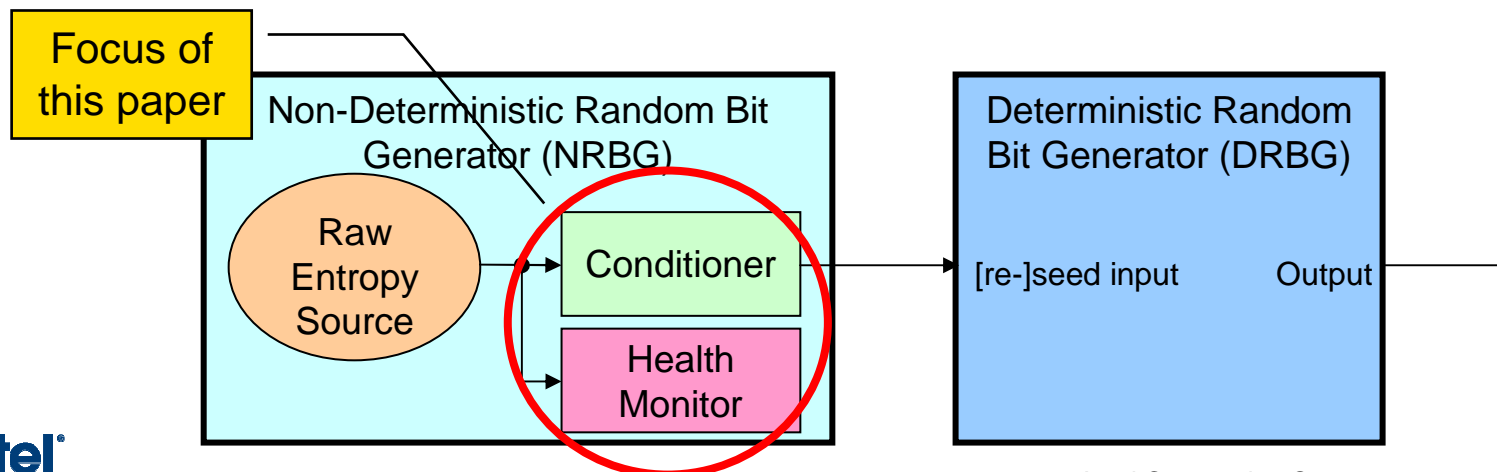 Focus of
this paper
Non-Deterministic Random Bit
Generator (NRBG)
Raw
Entropy
Source
Conditioner
Health
Monitor
Deterministic Random
Bit Generator (DRBG)
[re-]seed input
Output
tel®